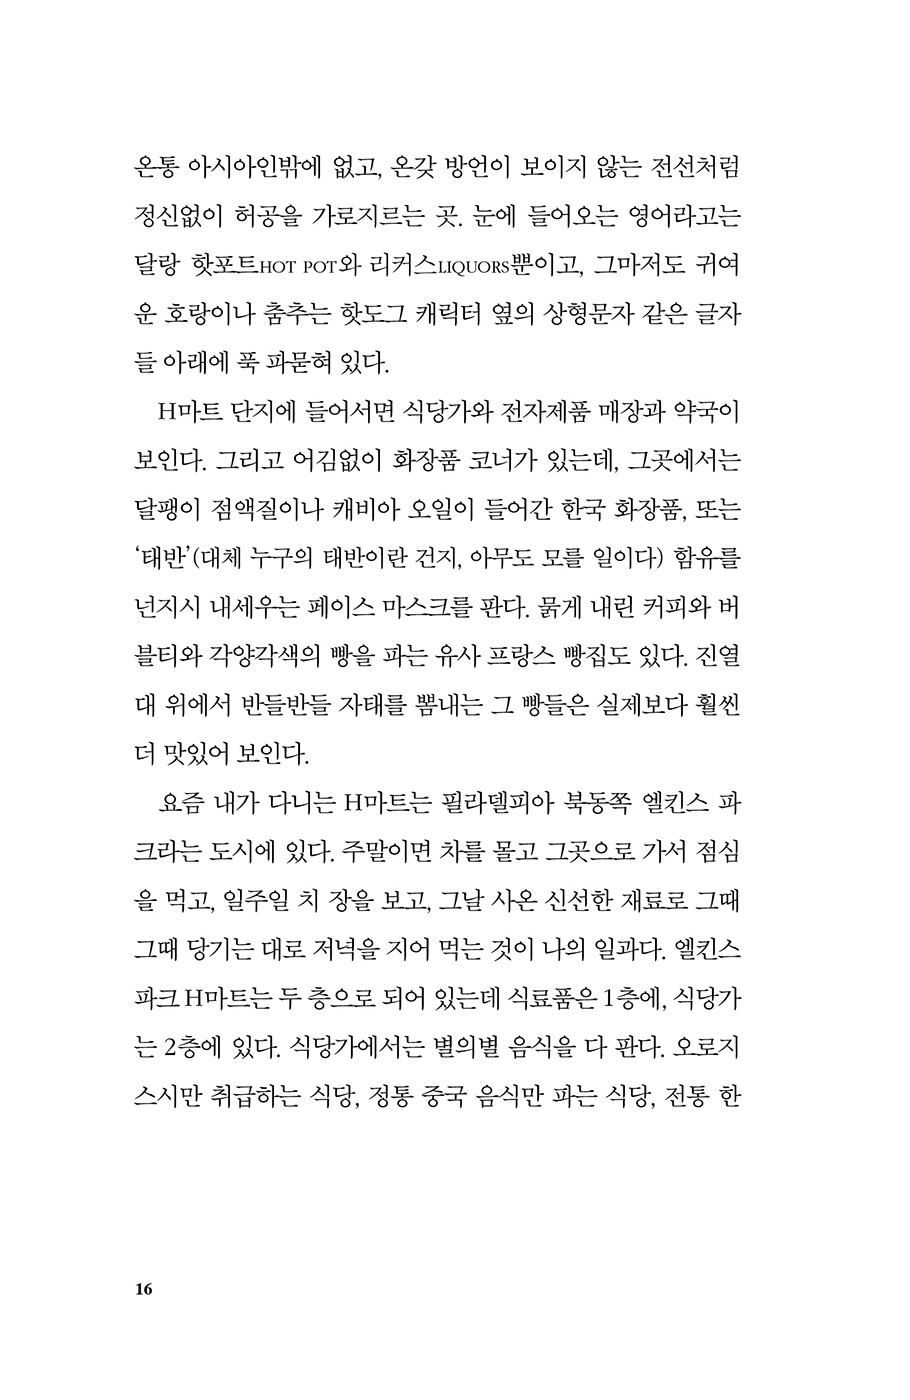 온통 아시아인밖에 없고, 온갖 방언이 보이지 않는 전선처럼
정신없이 허공을 가로지르는 곳. 눈에 들어오는 영어라고는
달랑 핫포트HOT POT와 리커스LIQUORS뿐이고, 그마저도 귀여
운 호랑이나 춤추는 핫도그 캐릭터 옆의 상형문자 같은 글자
들 아래에 푹 파묻혀 있다.
H마트 단지에 들어서면 식당가와 전자제품 매장과 약국이
보인다. 그리고 어김없이 화장품 코너가 있는데, 그곳에서는
달팽이 점액질이나 캐비아 오일이 들어간 한국 화장품, 또는
‘태반’(대체 누구의 태반이란 건지, 아무도 모를 일이다) 함유를
넌지시 내세우는 페이스 마스크를 판다. 묽게 내린 커피와 버
블티와 각양각색의 빵을 파는 유사 프랑스 빵집도 있다. 진열
대 위에서 반들반들 자태를 뽐내는 그 빵들은 실제보다 훨씬
더 맛있어 보인다.
요즘 내가 다니는 H마트는 필라델피아 북동쪽 엘킨스 파
크라는 도시에 있다. 주말이면 차를 몰고 그곳으로 가서 점심
을 먹고, 일주일 치 장을 보고, 그날 사온 신선한 재료로 그때
그때 당기는 대로 저녁을 지어 먹는 것이 나의 일과다. 엘킨스
파크 H마트는 두 층으로 되어 있는데 식료품은 1층에, 식당가
는 2층에 있다. 식당가에서는 별의별 음식을 다 판다. 오로지
스시만 취급하는 식당, 정통 중국 음식만 파는 식당, 전통 한
16